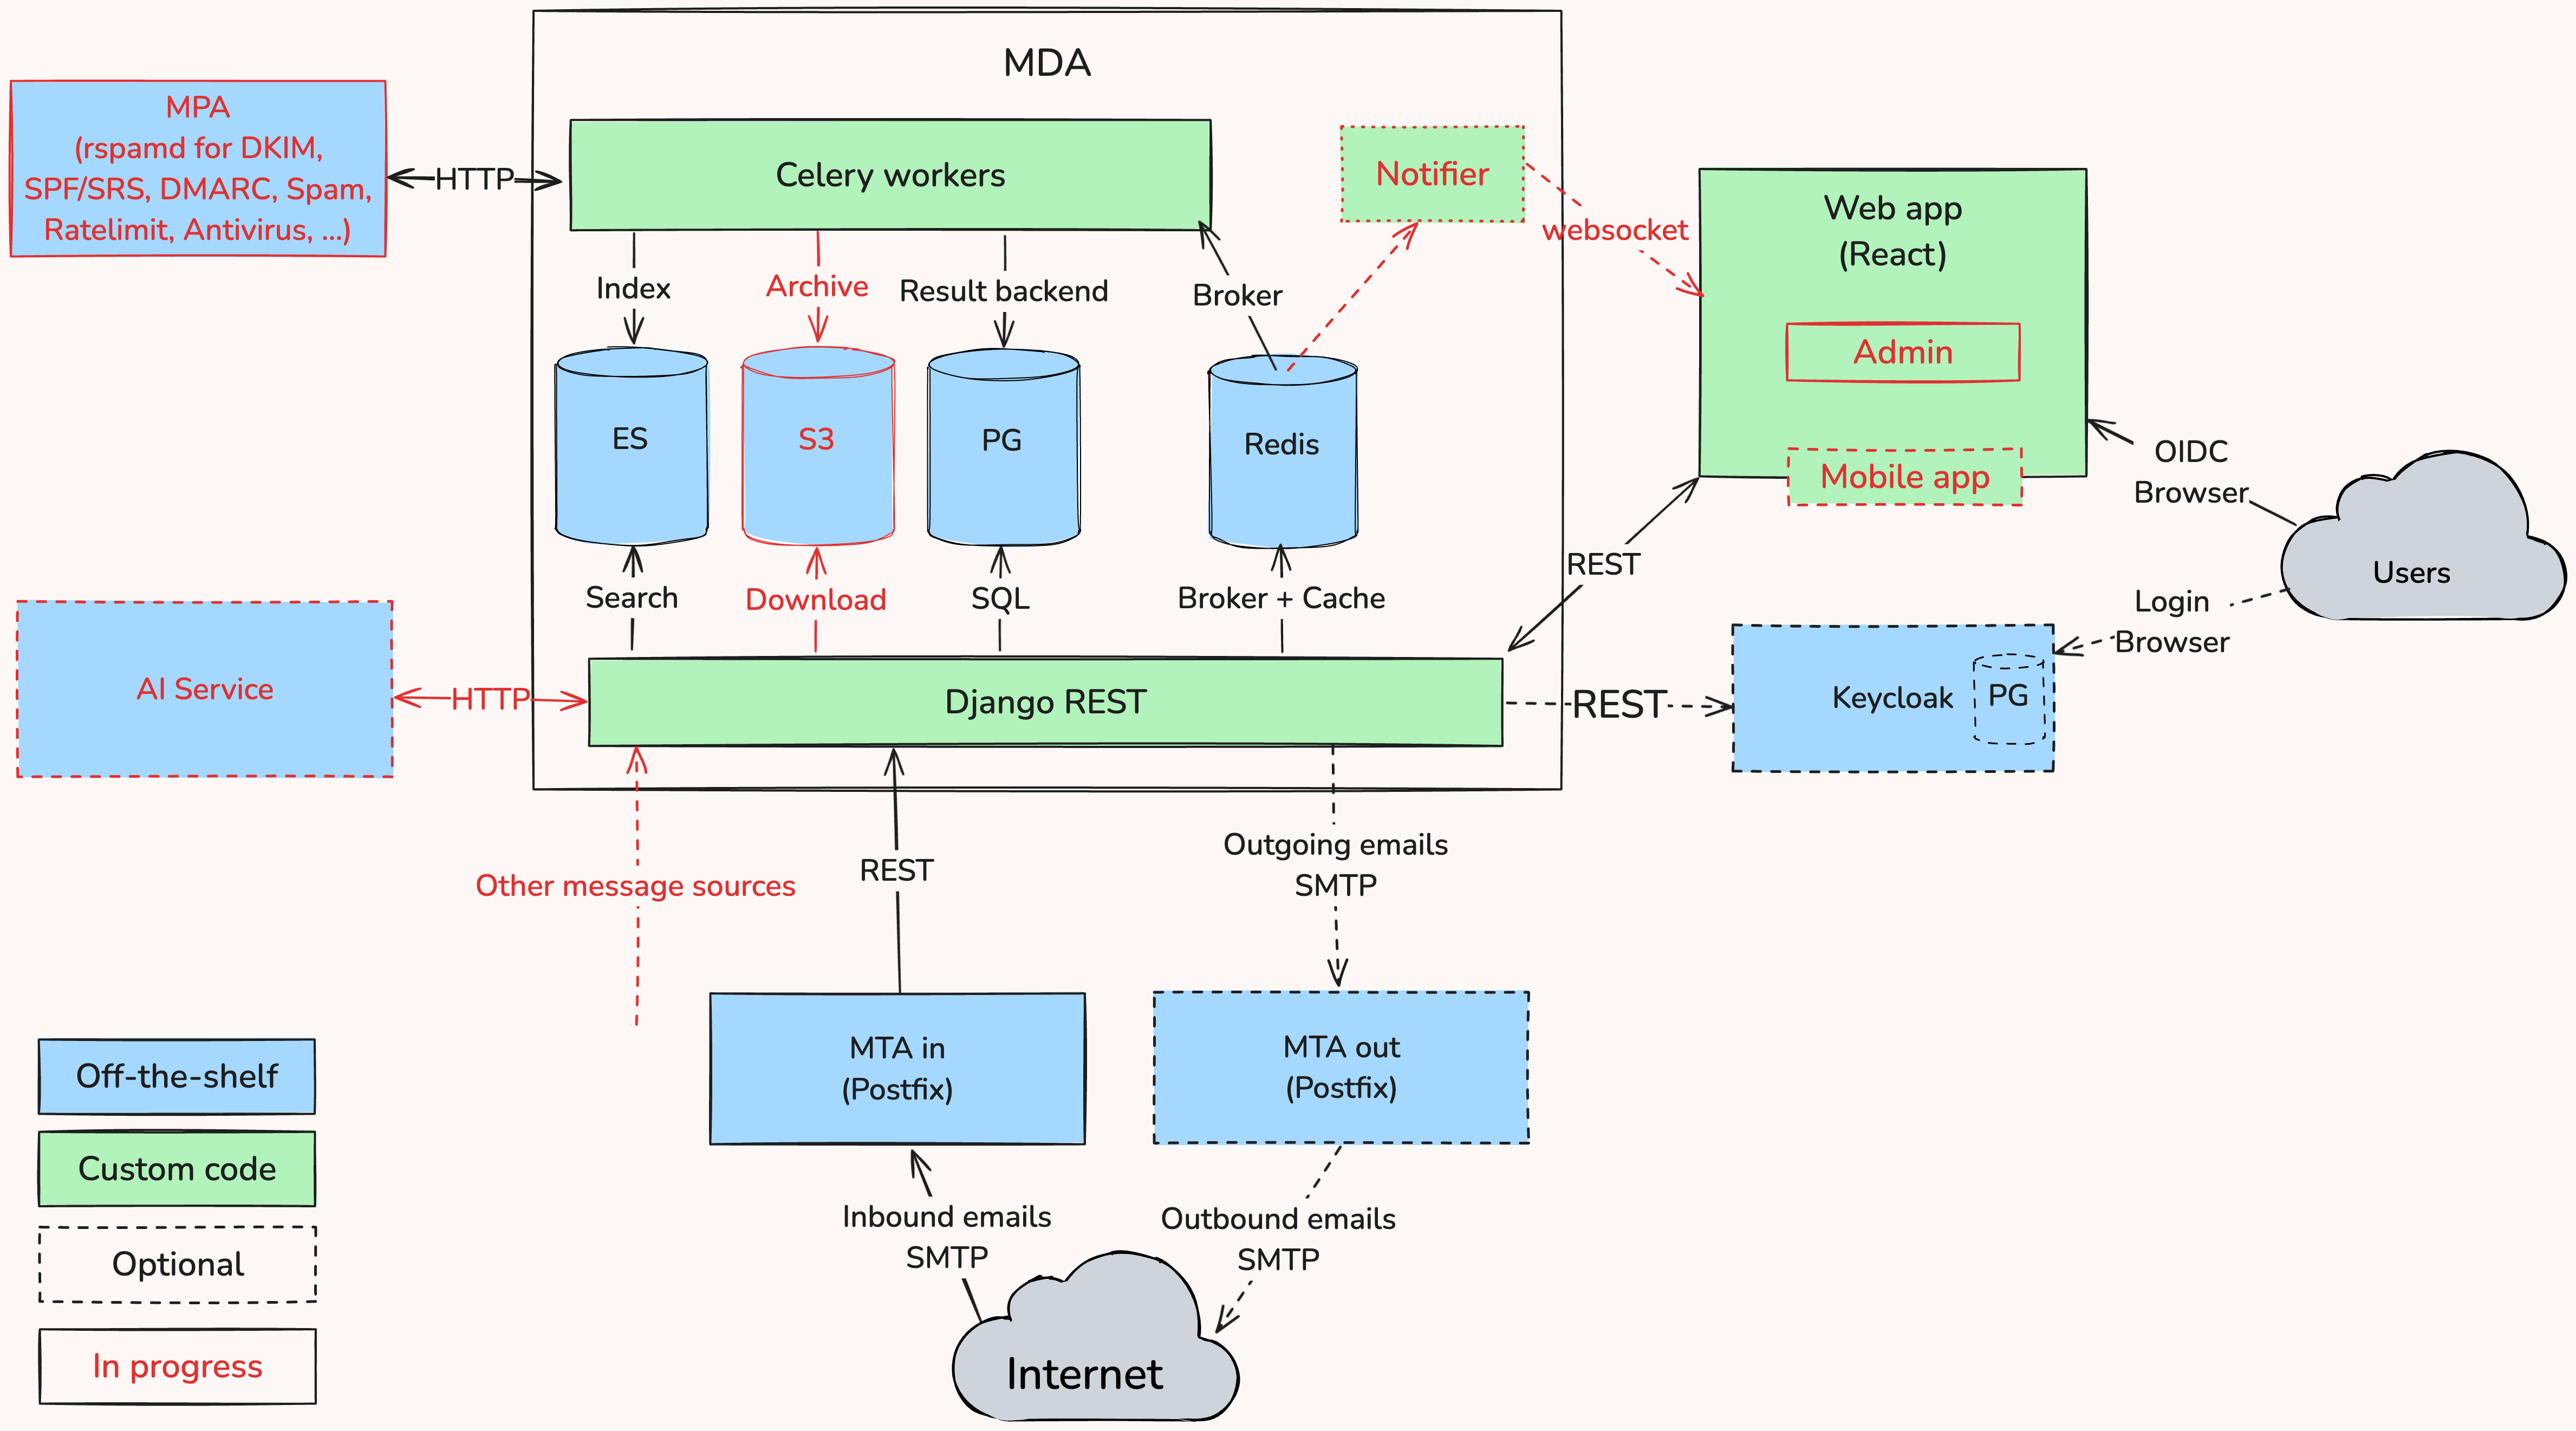 MDA
MPA
(rspamd for DKIM,
SPF/SRS, DMARC, Spam,
Ratelimit, Antivirus, ...)
HTTP
Celery workers
Notifier
websocket
Web app
(React)
Admin
Mobile app
Index
Archive
Result backend
Broker
ES
S3
PG
Redis
OIDC
Browser
Users
Login
Browser
Search
Download
SQL
Broker + Cache
REST
AI Service
HTTP
Django REST
REST
Keycloak
PG
Other message sources
REST
Outgoing emails
SMTP
MTA in
(Postfix)
MTA out
(Postfix)
Inbound emails
SMTP
Outbound emails
SMTP
Internet
Off-the-shelf
Custom code
Optional
In progress